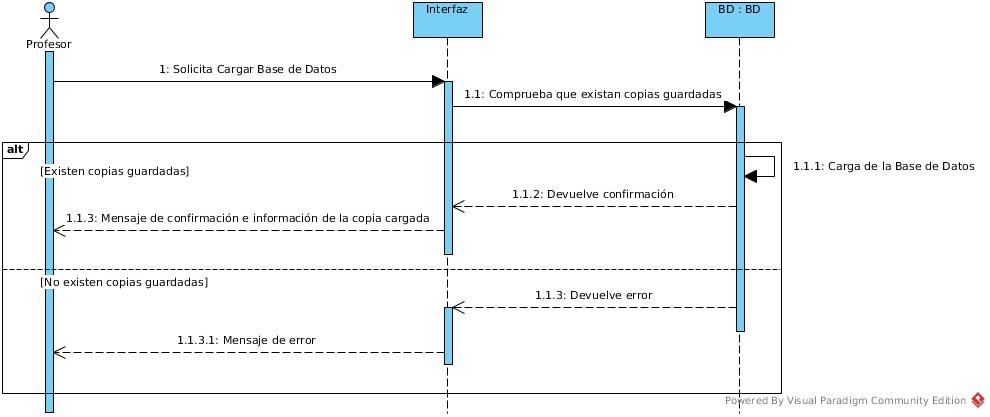 Interfaz
BD : BD
Profesor
1: Solicita Cargar Base de Datos
1.1: Comprueba que existan copias guardadas
alt
[Existen copias guardadas]
1.1.1: Carga de la Base de Datos
1.1.2: Devuelve confirmación
1.1.3: Mensaje de confirmación e información de la copia cargada
[No existen copias guardadas]
1.1.3: Devuelve error
1.1.3.1: Mensaje de error
Powered By Visual Paradigm Community Edition